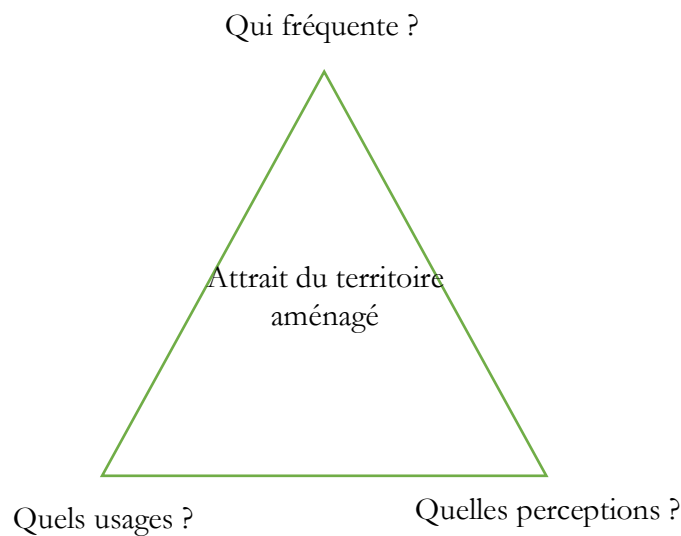 Qui fréquente ?
Attrait du territoire
aménagé
Quels usages ?
Quelles perceptions ?